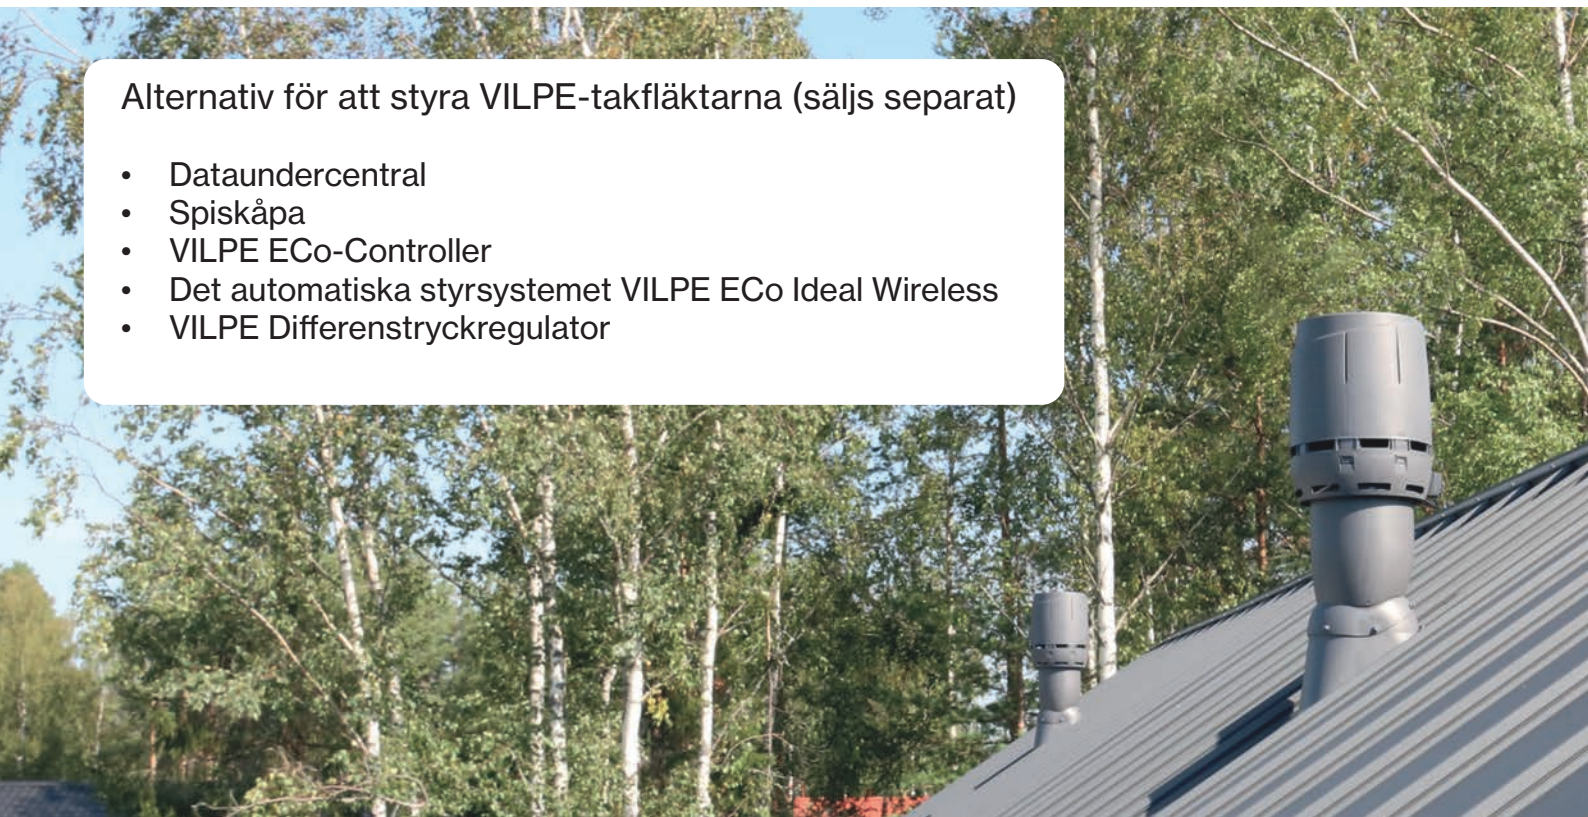 Alternativ för att styra VILPE-takfläktarna (säljs separat)
• Dataundercentral
• Spiskåpa
• VILPE ECo-Controller
• Det automatiska styrsystemet VILPE ECo Ideal Wireless
• VILPE Differenstryckregulator